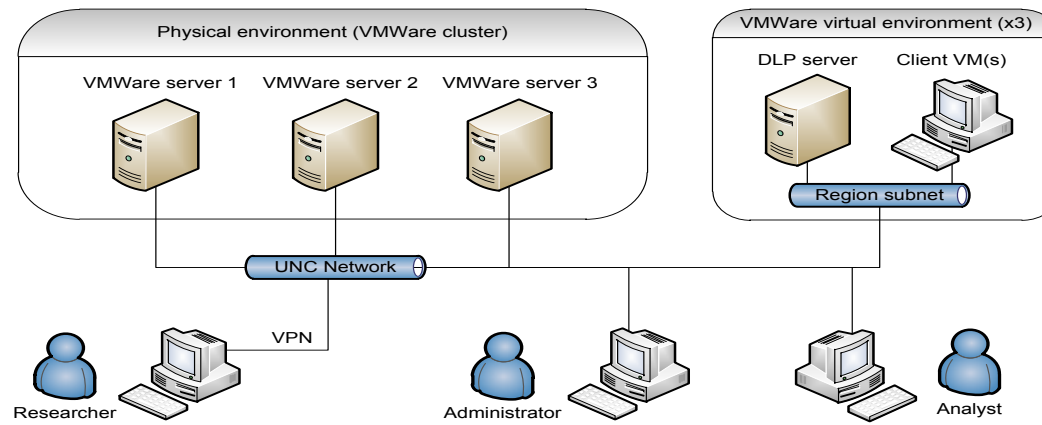 Physical environment (VMWare cluster)
VMWare virtual environment (x3)
VMWare server 1
VMWare server 2
VMWare server 3
DLP server
Client VM(s)
Region subnet
UNC Network
VPN
Researcher
Administrator
Analyst